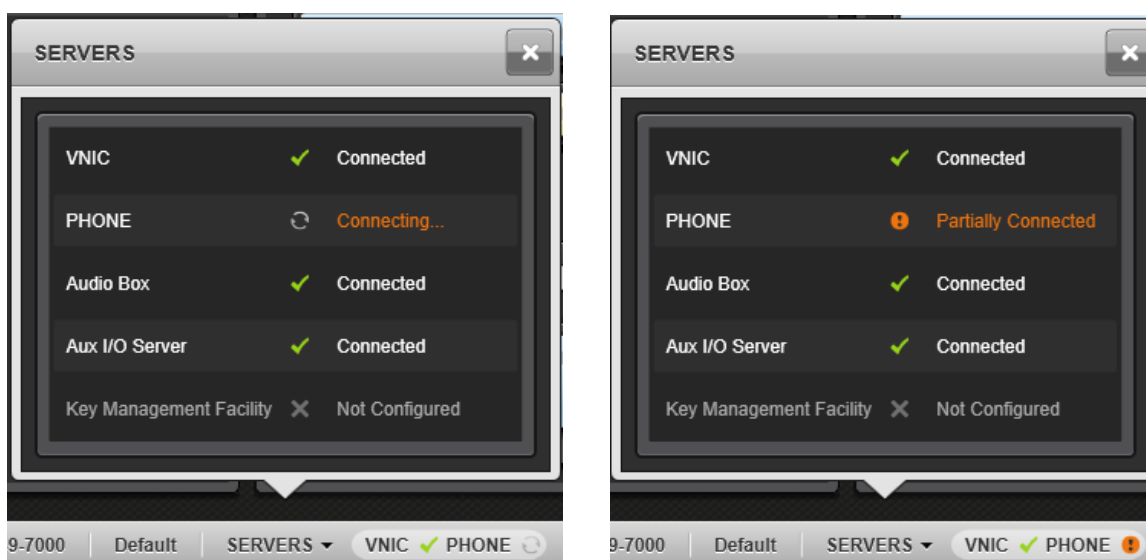 SERVERS
VNIC Connected
PHONE Connecting...
Audio Box Connected
Aux I/O Server Connected
Key Management Facility Not Configured
9-7000 Default SERVERS VNIC PHONE
SERVERS
VNIC Connected
PHONE Partially Connected
Audio Box Connected
Aux I/O Server Connected
Key Management Facility Not Configured
9-7000 Default SERVERS VNIC PHONE